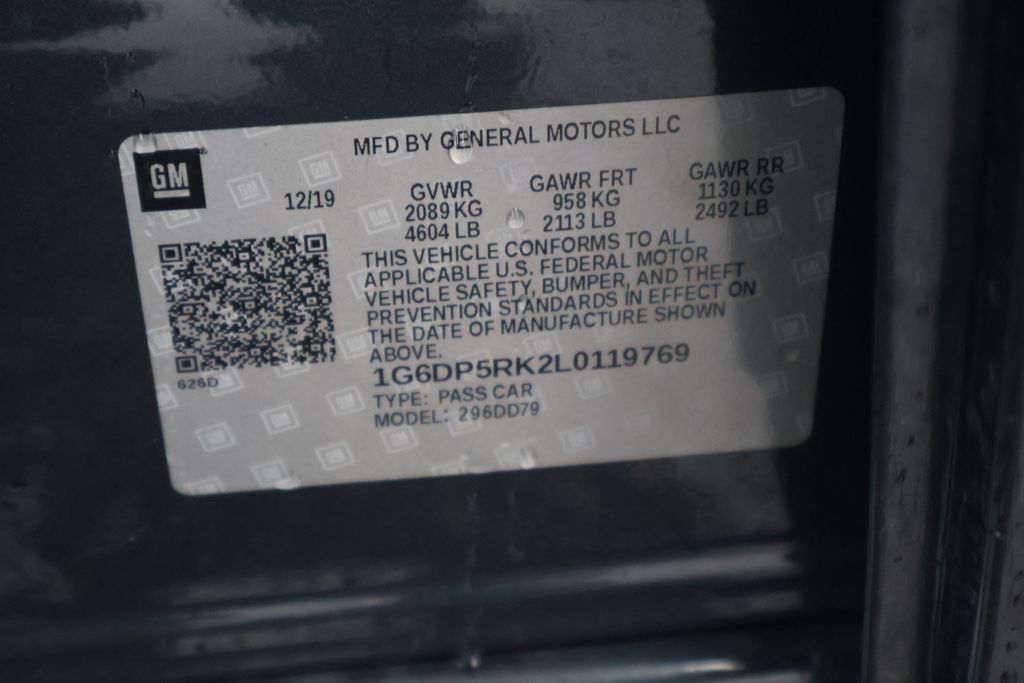 MFD BY GENERAL MOTORS LLC
GM
12/19
GVWR GAWR FRT GAWR RR
2089 KG 958 KG 1130 KG
4604 LB 2113 LB 2492 LB
THIS VEHICLE CONFORMS TO ALL
APPLICABLE U.S. FEDERAL MOTOR
VEHICLE SAFETY, BUMPER, AND THEFT
PREVENTION STANDARDS IN EFFECT ON
THE DATE OF MANUFACTURE SHOWN
ABOVE.
626D
1G6DP5RK2L0119769
TYPE: PASS CAR
MODEL: 296DD79